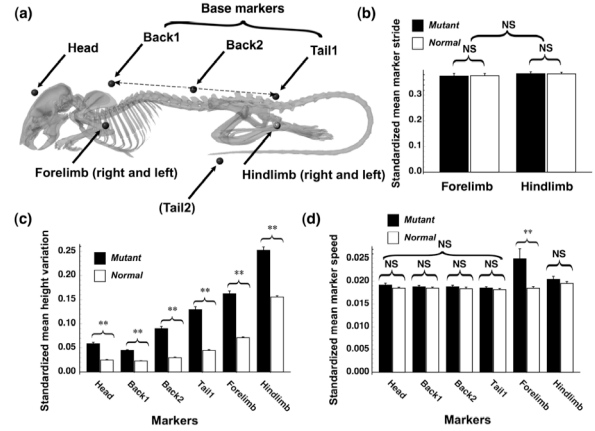 (a)
Base markers
Head
Back1
Back2
Tail1
Forelimb (right and left)
Hindlimb (right and left)
(Tail2)
(b)
Mutant
Normal
NS
NS
NS
Standardized mean marker stride
0.3
0.2
0.1
0.0
Forelimb
Hindlimb
(c)
Mutant
Normal
**
**
**
**
**
**
Standardized mean height variation
0.25
0.20
0.15
0.10
0.05
0.00
Head
Back1
Back2
Tail1
Forelimb
Hindlimb
Markers
(d)
Mutant
Normal
NS
NS
NS
NS
NS
**
NS
Standardized mean marker speed
0.025
0.020
0.015
0.010
0.005
0.000
Head
Back1
Back2
Tail1
Forelimb
Hindlimb
Markers